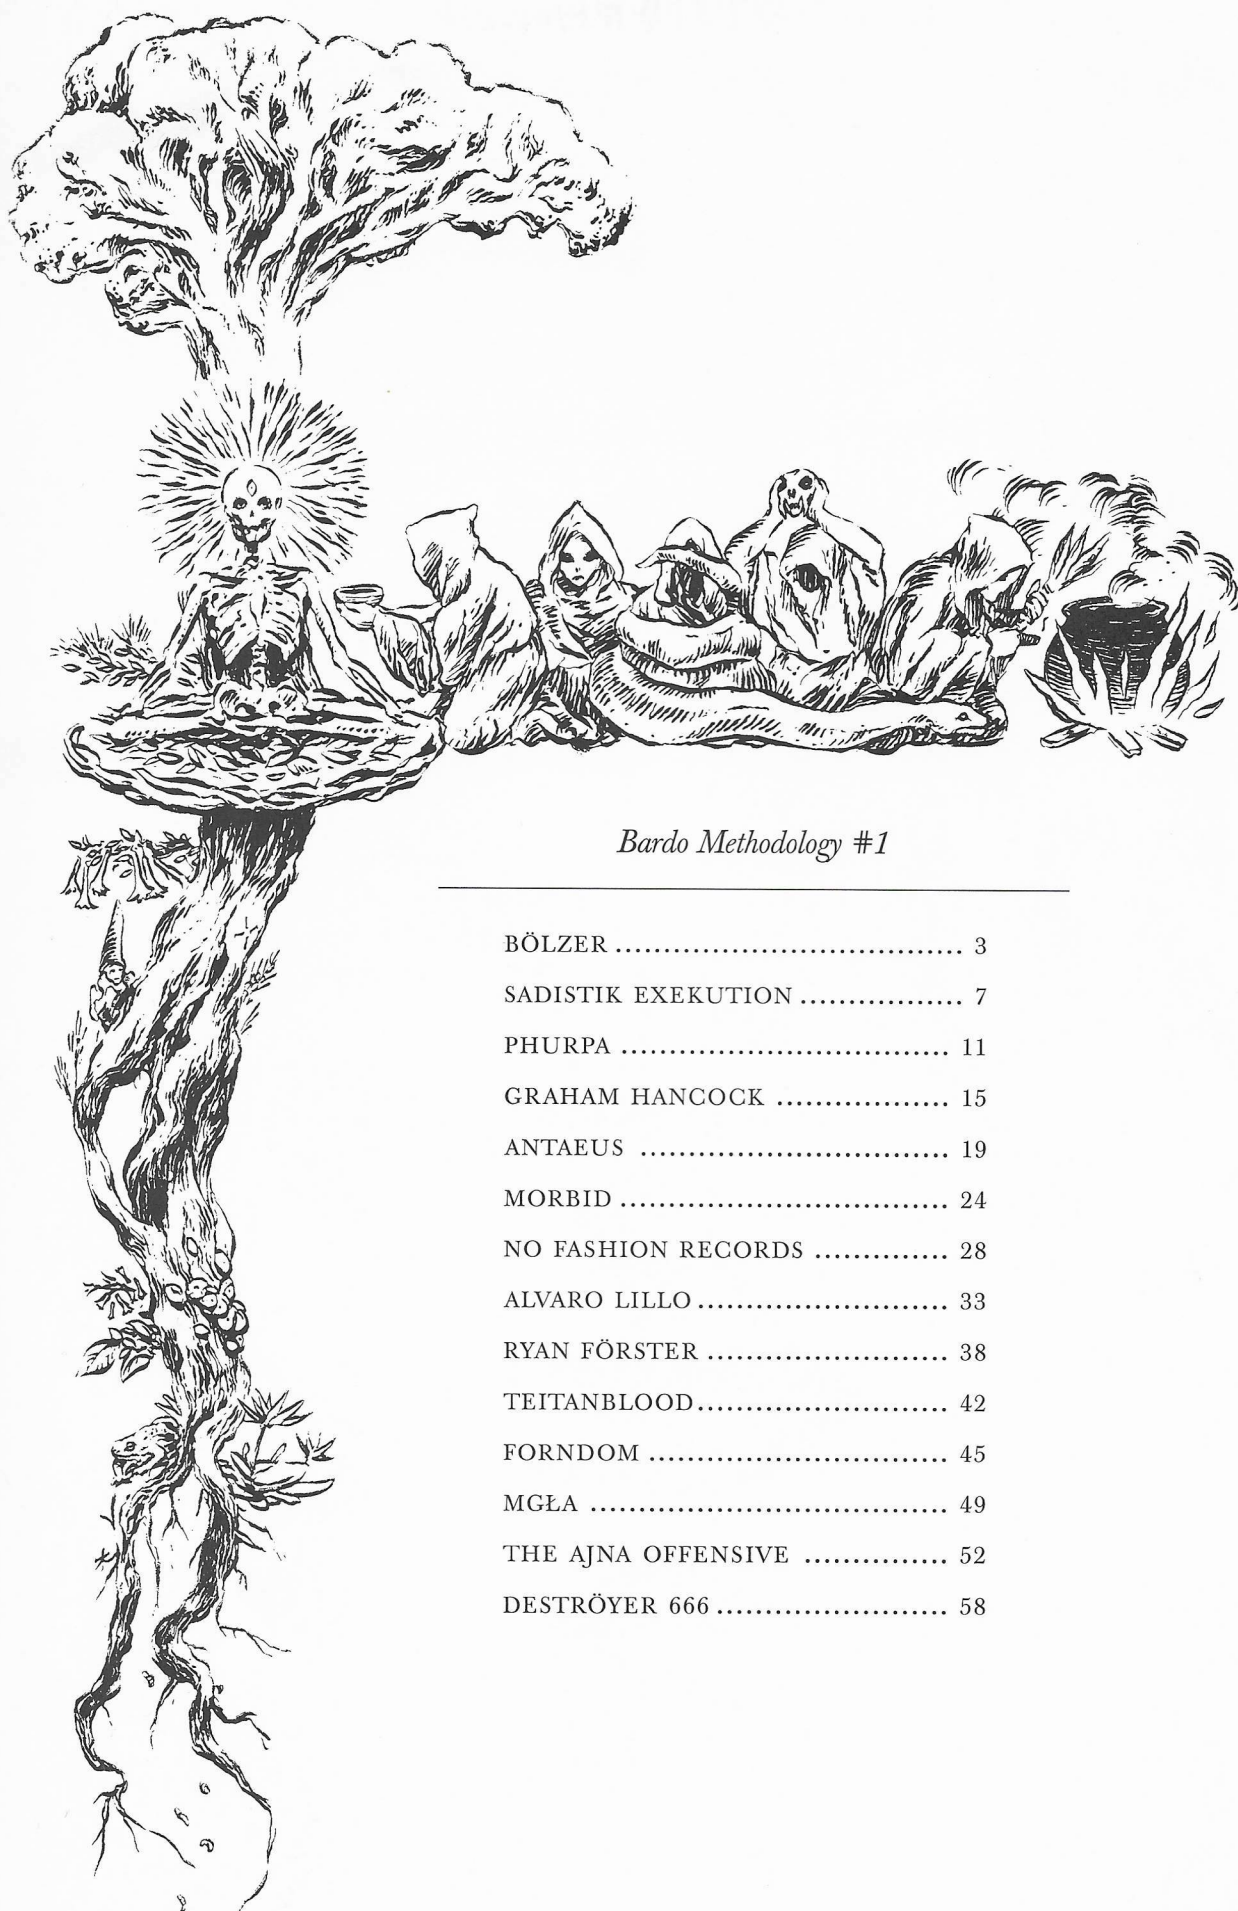 Bardo Methodology #1
BÖLZER .................................... 3
SADISTIK EXEKUTION ................. 7
PHURPA .................................. 11
GRAHAM HANCOCK .................. 15
ANTAEUS ................................ 19
MORBID .................................. 24
NO FASHION RECORDS .............. 28
ALVARO LILLO .......................... 33
RYAN FÖRSTER ......................... 38
TEITANBLOOD .......................... 42
FORNDOM ............................... 45
MGŁA ..................................... 49
THE AJNA OFFENSIVE ............... 52
DESTRÖYER 666 ........................ 58